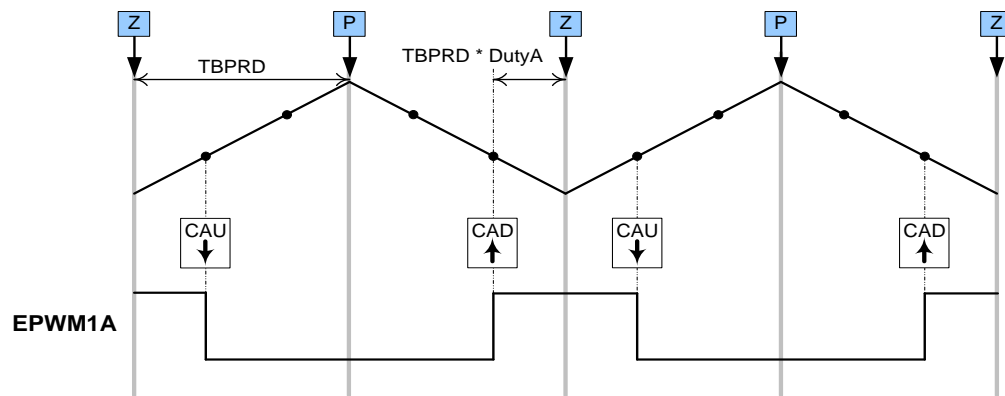 Z P Z P Z
TBPRD
TBPRD * DutyA
CAU CAD CAU CAD
EPWM1A